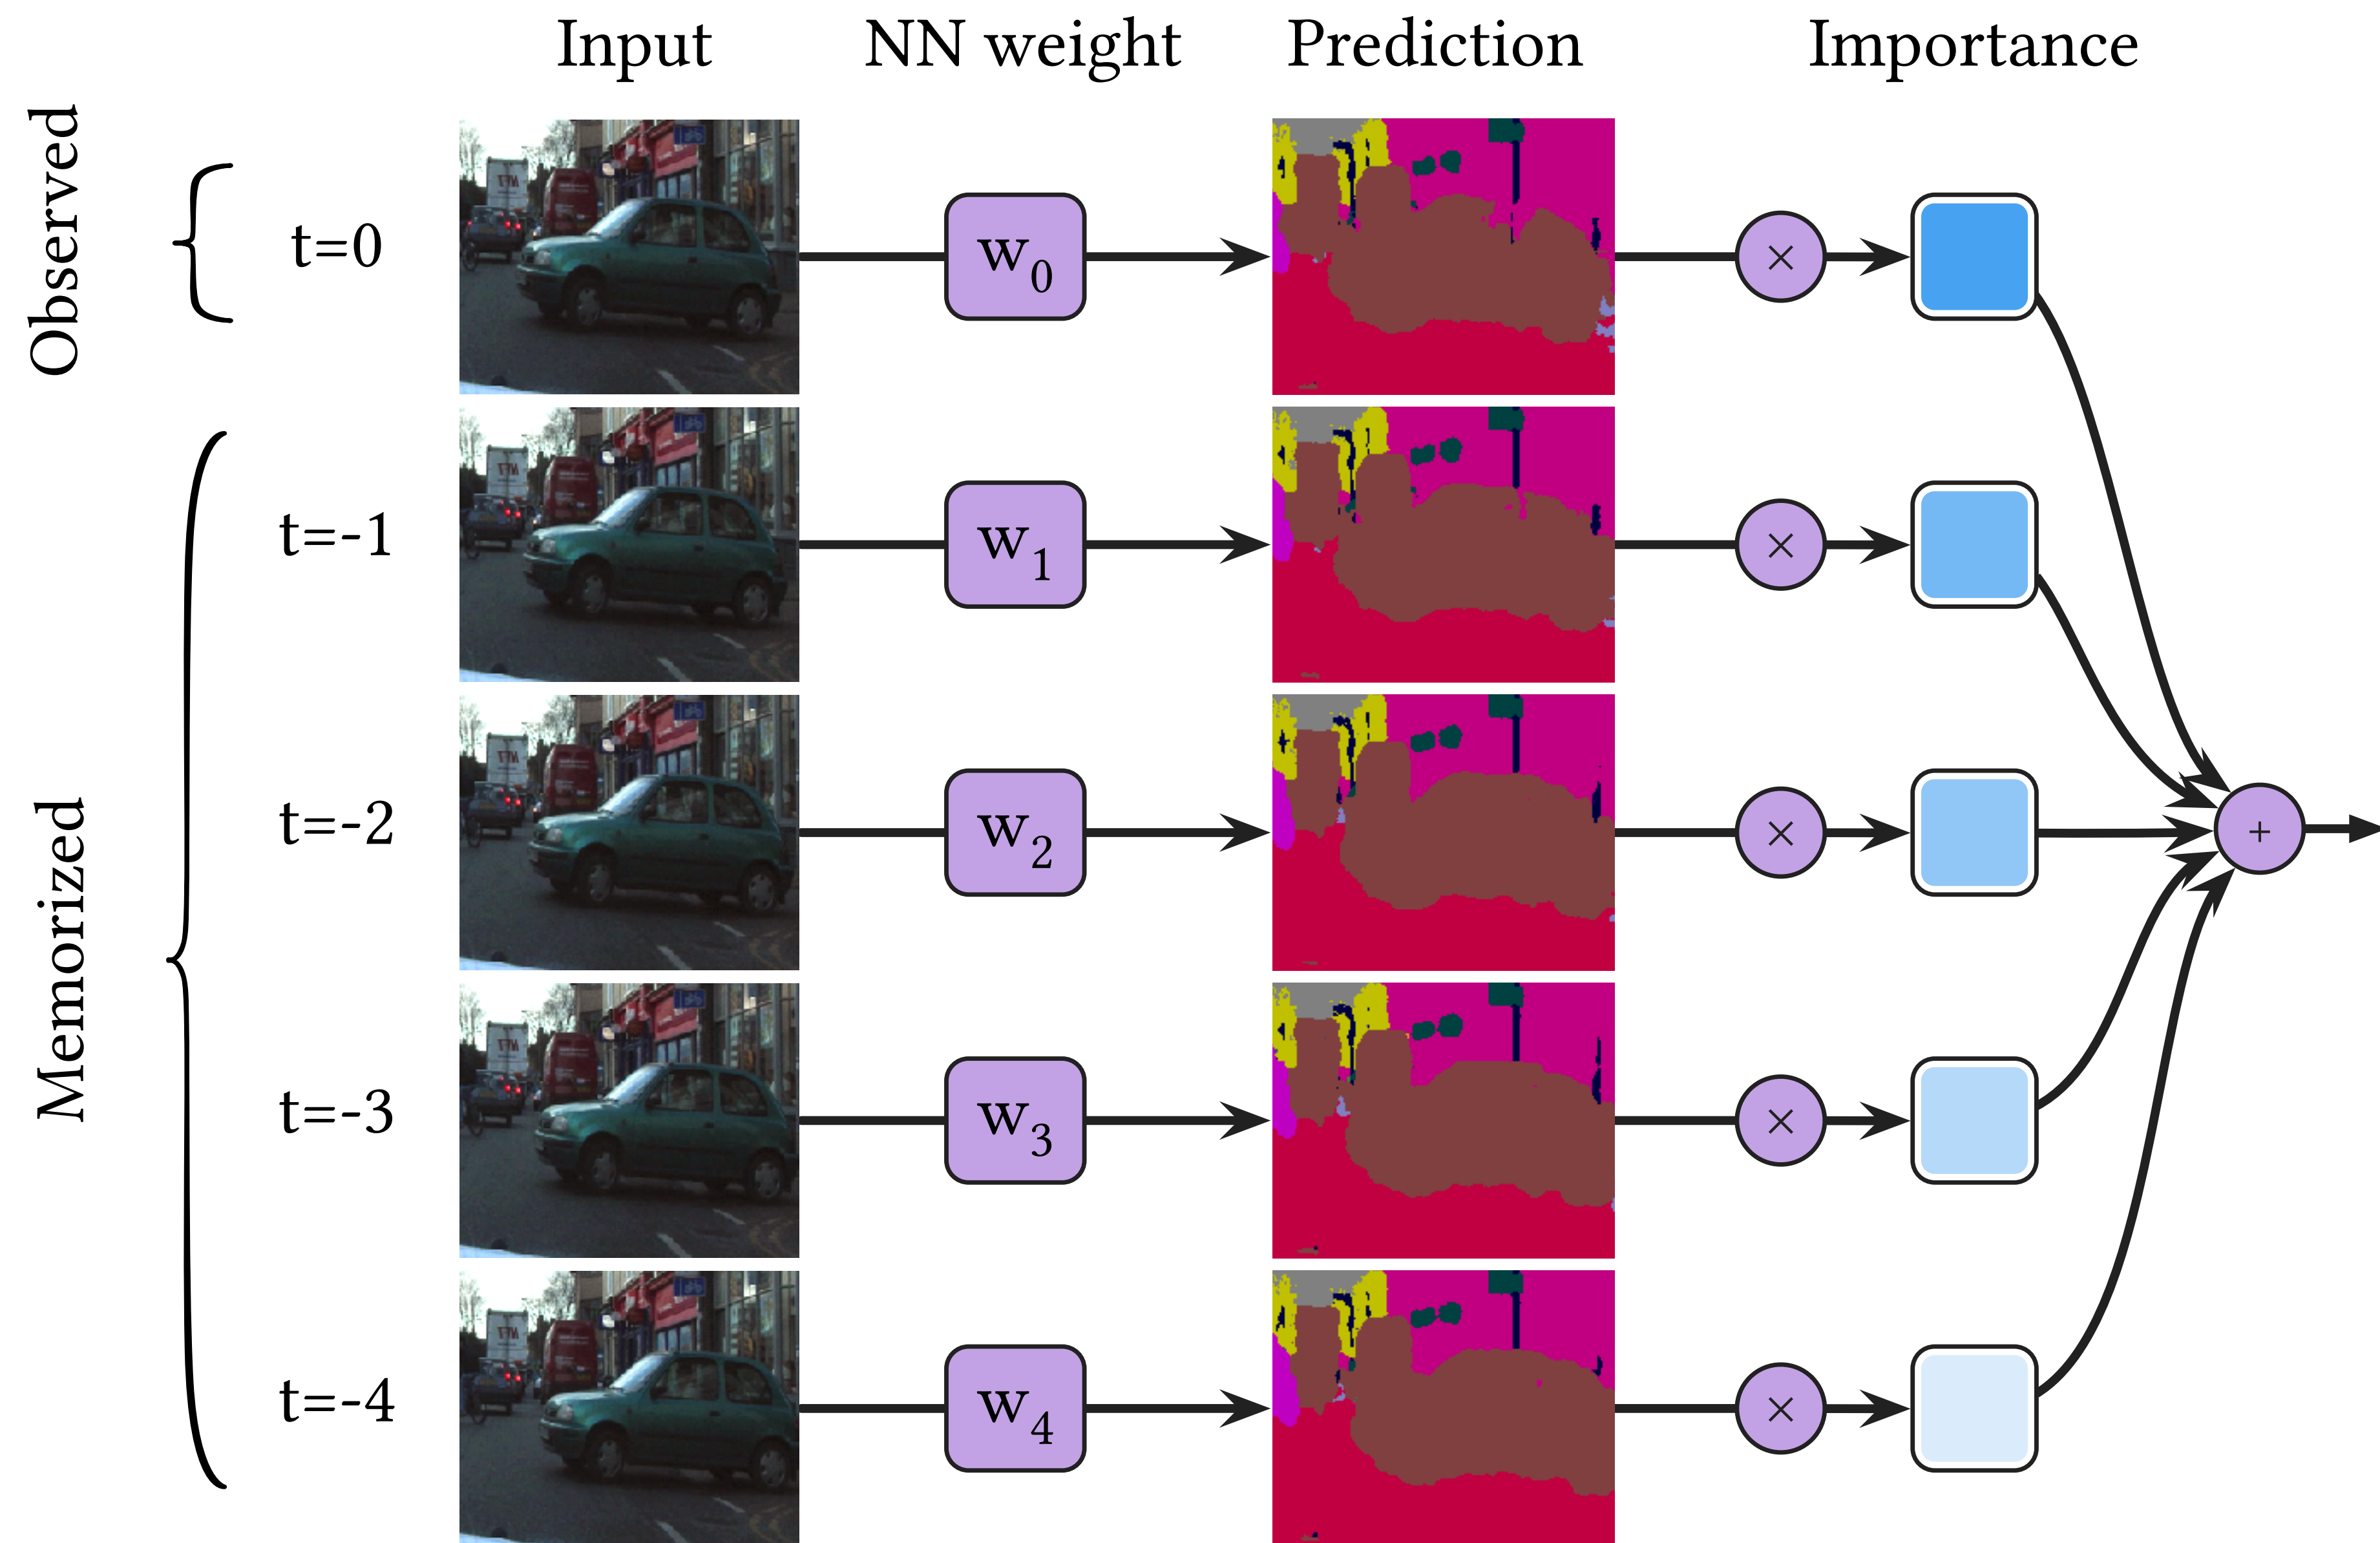 Input NN weight Prediction Importance
Observed
t=0
w0
×
t=-1
w1
×
Memorized
t=-2
w2
×
+
t=-3
w3
×
t=-4
w4
×